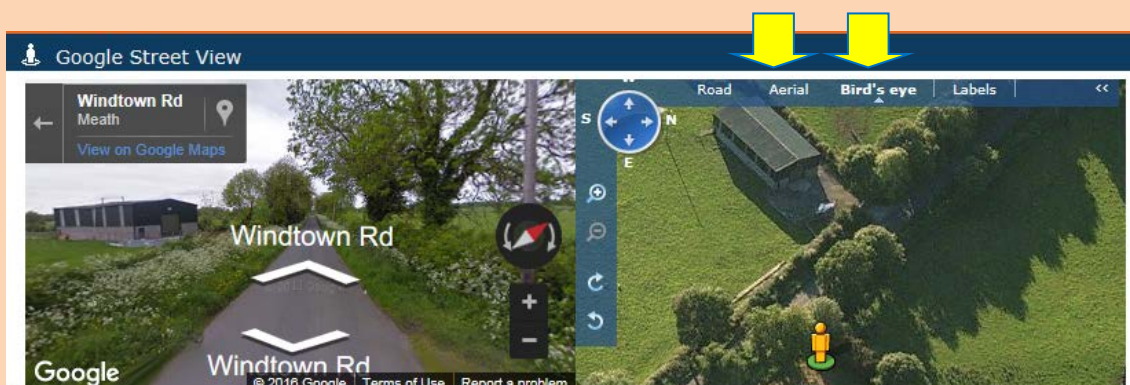 Google Street View
Windtown Rd
Meath
View on Google Maps
Windtown Rd
Windtown Rd
Google
© 2016 Google Terms of Use Report a problem
Road Aerial Bird's eye Labels <<
S N
E